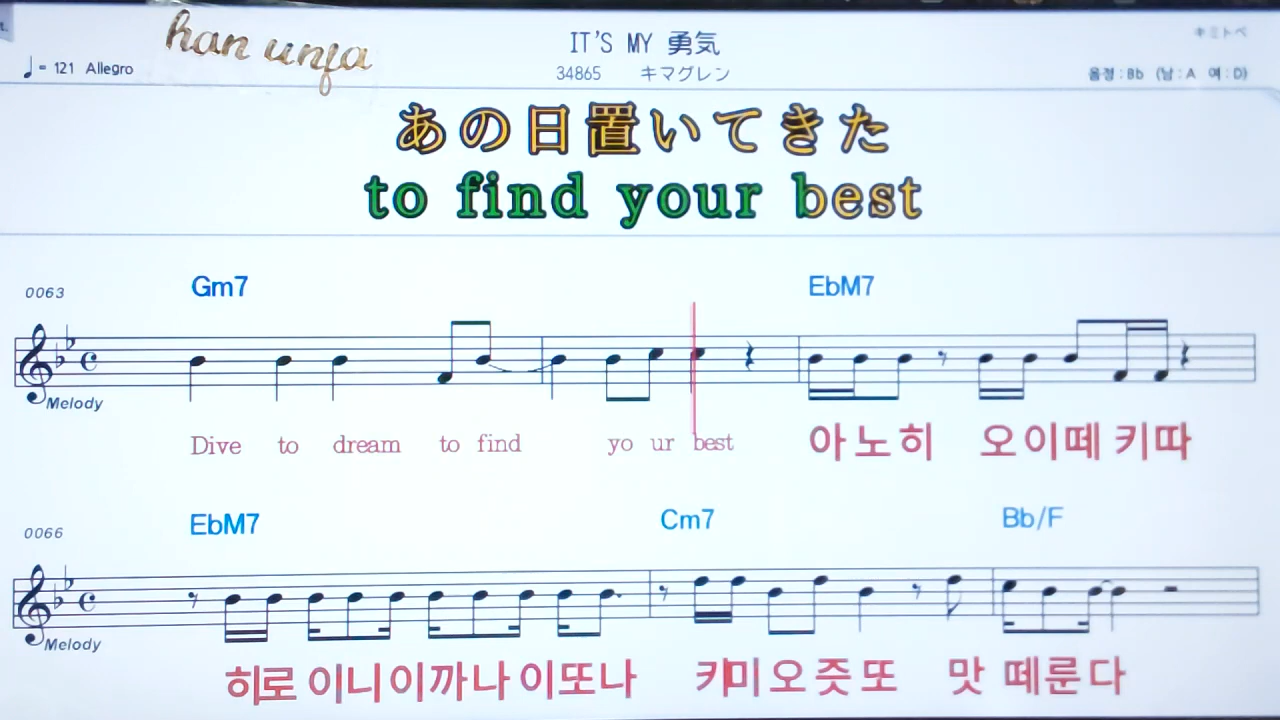 han unja
IT'S MY 勇気
キミトベ
♩= 121 Allegro
34865 キマグレン
음정 : Bb (남 : A 여 : D)
あの日置いてきた
to find your best
0063 Gm7 EbM7
Melody
Dive to dream to find yo ur best 아노히 오이떼 키따
0066 EbM7 Cm7 Bb/F
Melody
히로 이니이까나이또나 키미오줏또 맛 떼룬다